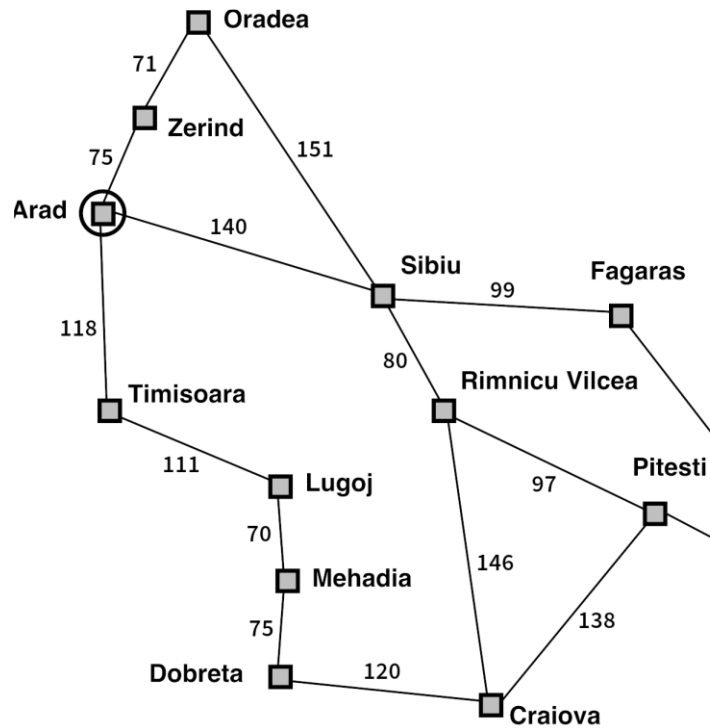 Oradea
71
Zerind
75
151
Arad
140
Sibiu
Fagaras
99
118
80
Rimnicu Vilcea
Timisoara
111
Lugoj
97
Pitesti
70
146
Mehadia
75
138
Dobreta
120
Craiova